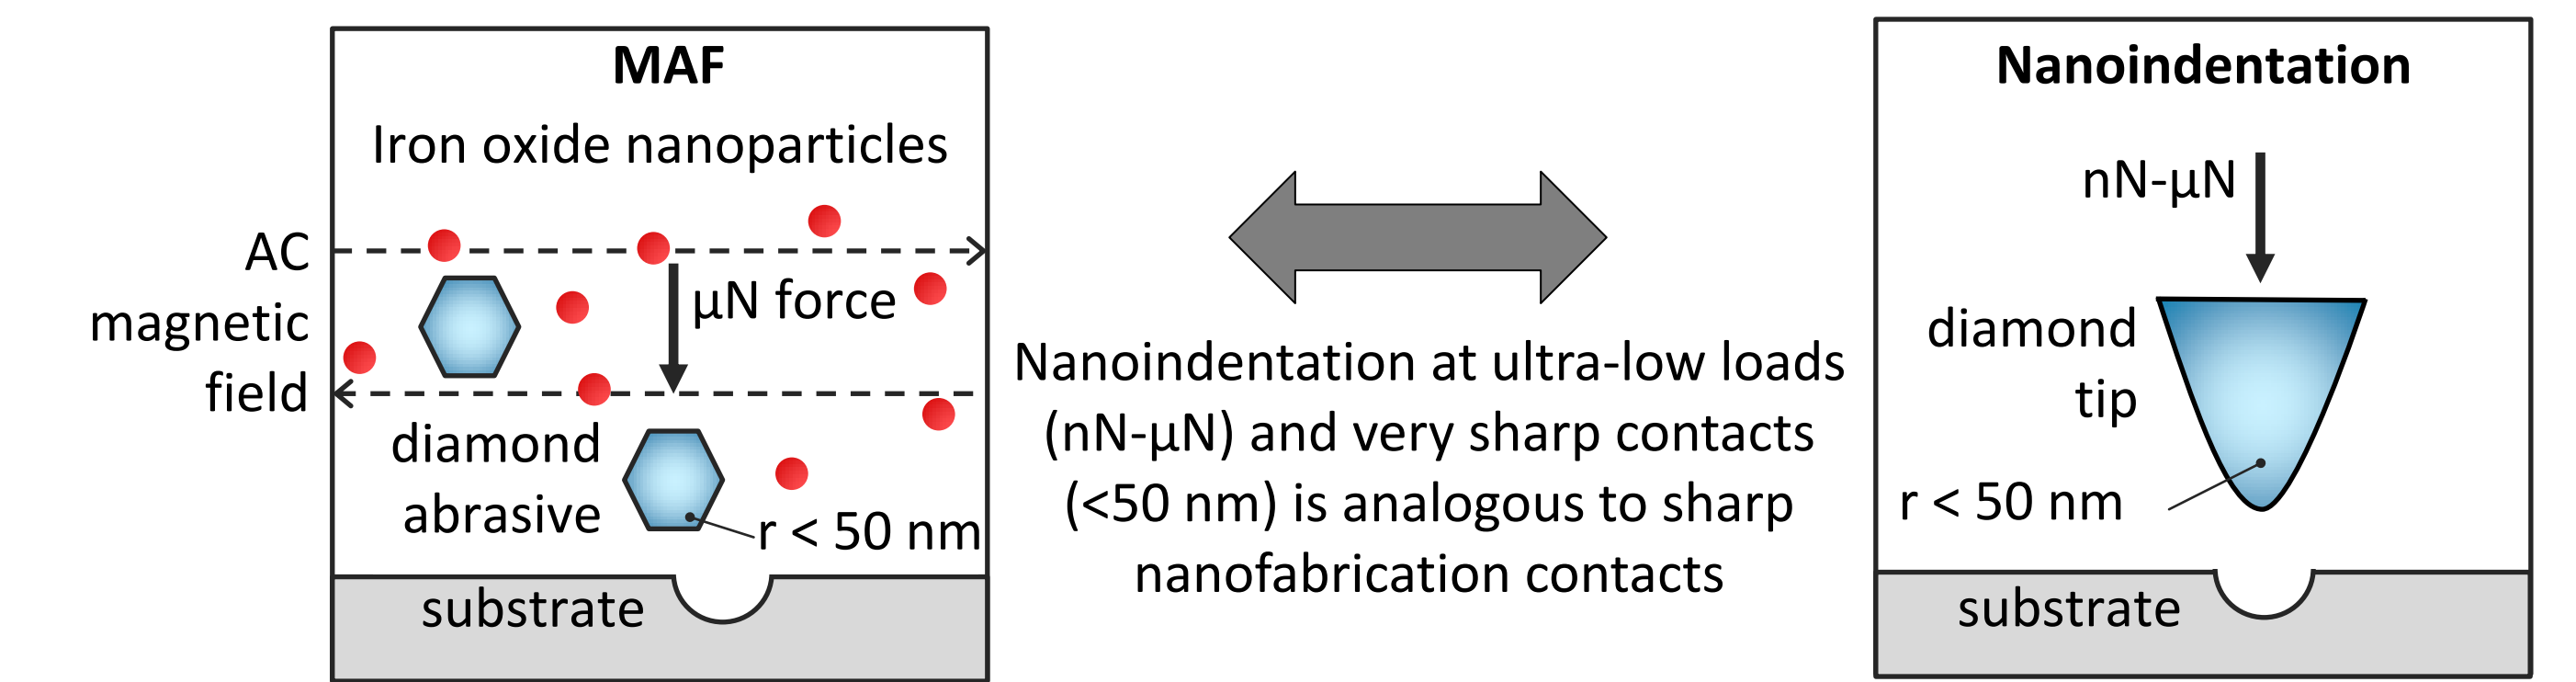 MAF
Iron oxide nanoparticles
AC
magnetic
field
µN force
diamond
abrasive
r < 50 nm
substrate
Nanoindentation at ultra-low loads
(nN-µN) and very sharp contacts
(<50 nm) is analogous to sharp
nanofabrication contacts
Nanoindentation
nN-µN
diamond
tip
r < 50 nm
substrate